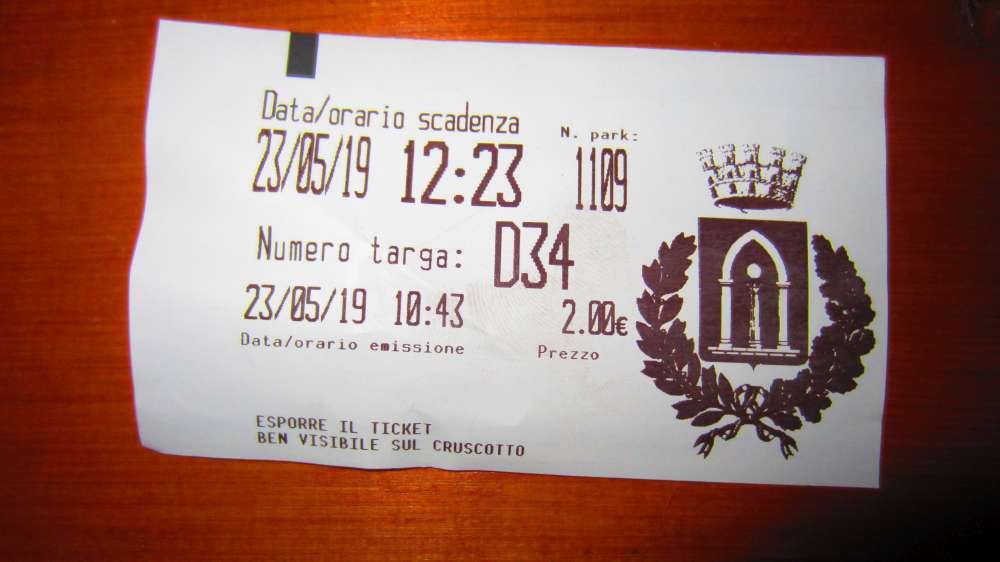 Data/orario scadenza
N. park:
23/05/19 12:23 1109
Numero targa: D34
23/05/19 10:43 2.00€
Data/orario emissione Prezzo
ESPORRE IL TICKET
BEN VISIBILE SUL CRUSCOTTO